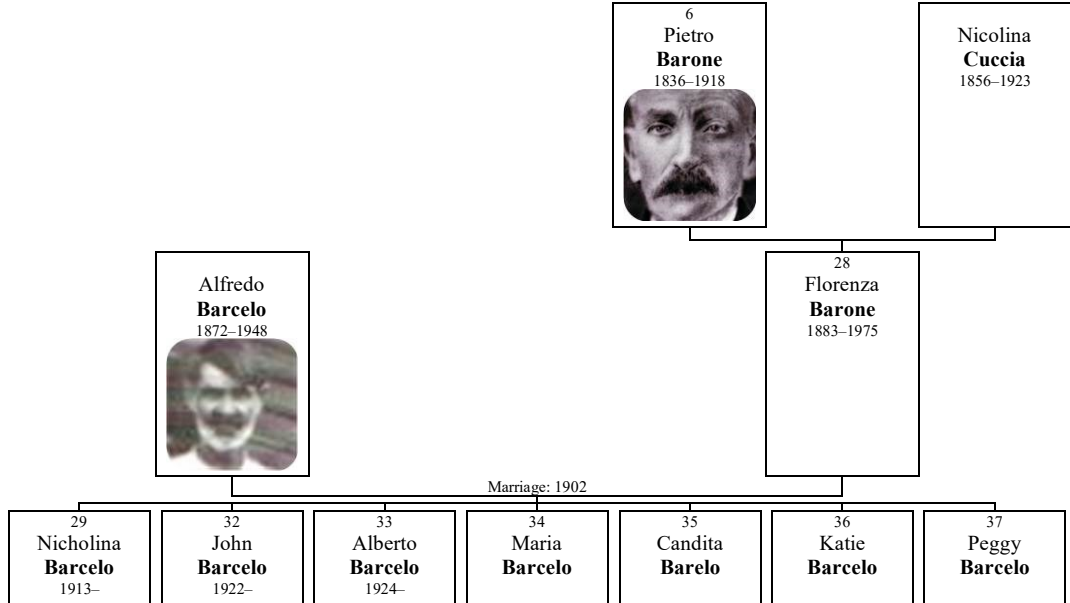 6
Pietro
Barone
1836–1918
Nicolina
Cuccia
1856–1923
Alfredo
Barcelo
1872–1948
28
Florenza
Barone
1883–1975
Marriage: 1902
29
Nicholina
Barcelo
1913–
32
John
Barcelo
1922–
33
Alberto
Barcelo
1924–
34
Maria
Barcelo
35
Candita
Barelo
36
Katie
Barcelo
37
Peggy
Barcelo